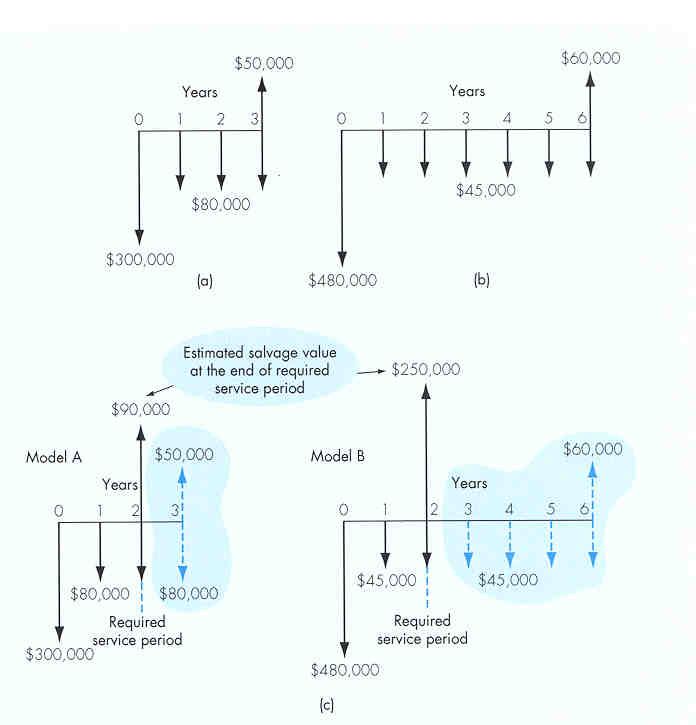 $50,000
Years
0 1 2 3
$80,000
$300,000
(a)
$60,000
Years
0 1 2 3 4 5 6
$45,000
$480,000
(b)
Estimated salvage value
at the end of required
service period
$90,000
$250,000
Model A
$50,000
Years
0 1 2 3
$80,000
$80,000
Required
service period
$300,000
Model B
$60,000
Years
0 1 2 3 4 5 6
$45,000
$45,000
Required
service period
$480,000
(c)